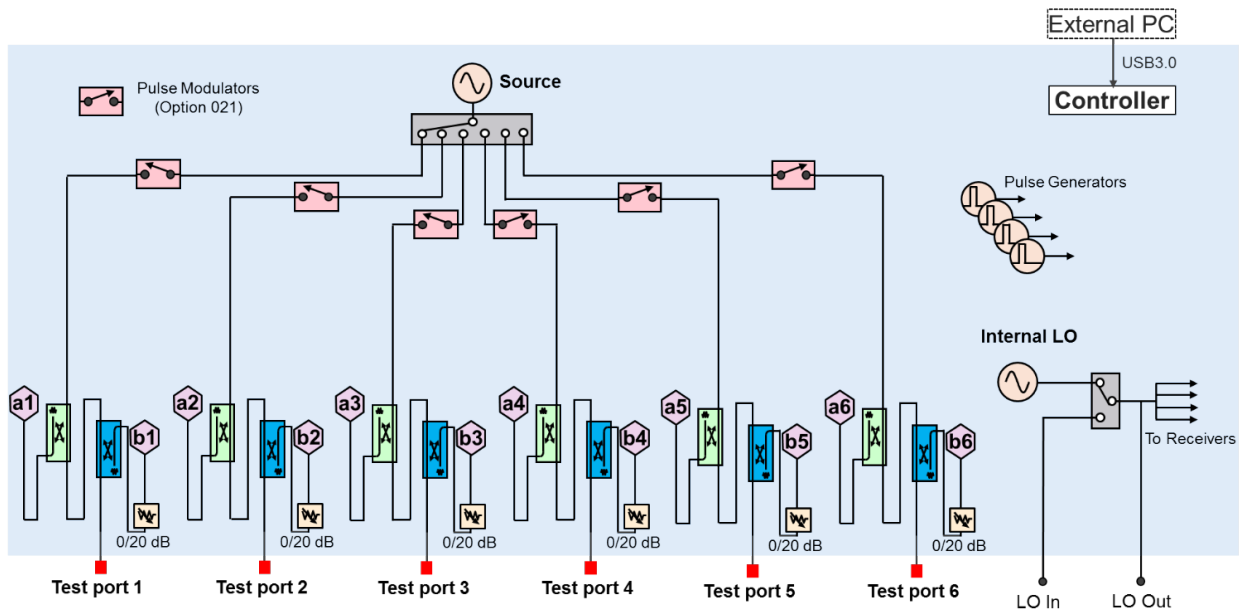 External PC
USB3.0
Controller
Source
Pulse Modulators
(Option 021)
Pulse Generators
Internal LO
To Receivers
a1
a2
a3
a4
a5
a6
b1
b2
b3
b4
b5
b6
0/20 dB
0/20 dB
0/20 dB
0/20 dB
0/20 dB
0/20 dB
Test port 1
Test port 2
Test port 3
Test port 4
Test port 5
Test port 6
LO In
LO Out